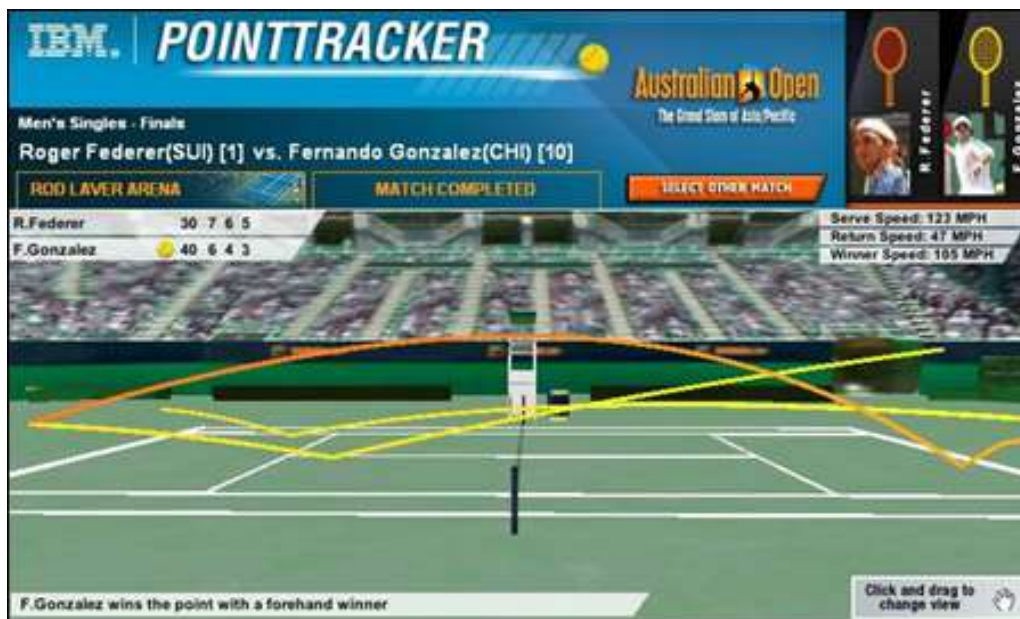 IBM. POINTTRACKER
Australian Open
The Grand Slam of Asia/Pacific
Men's Singles - Finals
Roger Federer(SUI) [1] vs. Fernando Gonzalez(CHI) [10]
R.Federer
F.Gonzalez
ROD LAVER ARENA
MATCH COMPLETED
SELECT OTHER MATCH
R.Federer 30 7 6 5
F.Gonzalez 40 6 4 3
Serve Speed: 123 MPH
Return Speed: 47 MPH
Winner Speed: 105 MPH
F.Gonzalez wins the point with a forehand winner
Click and drag to
change view